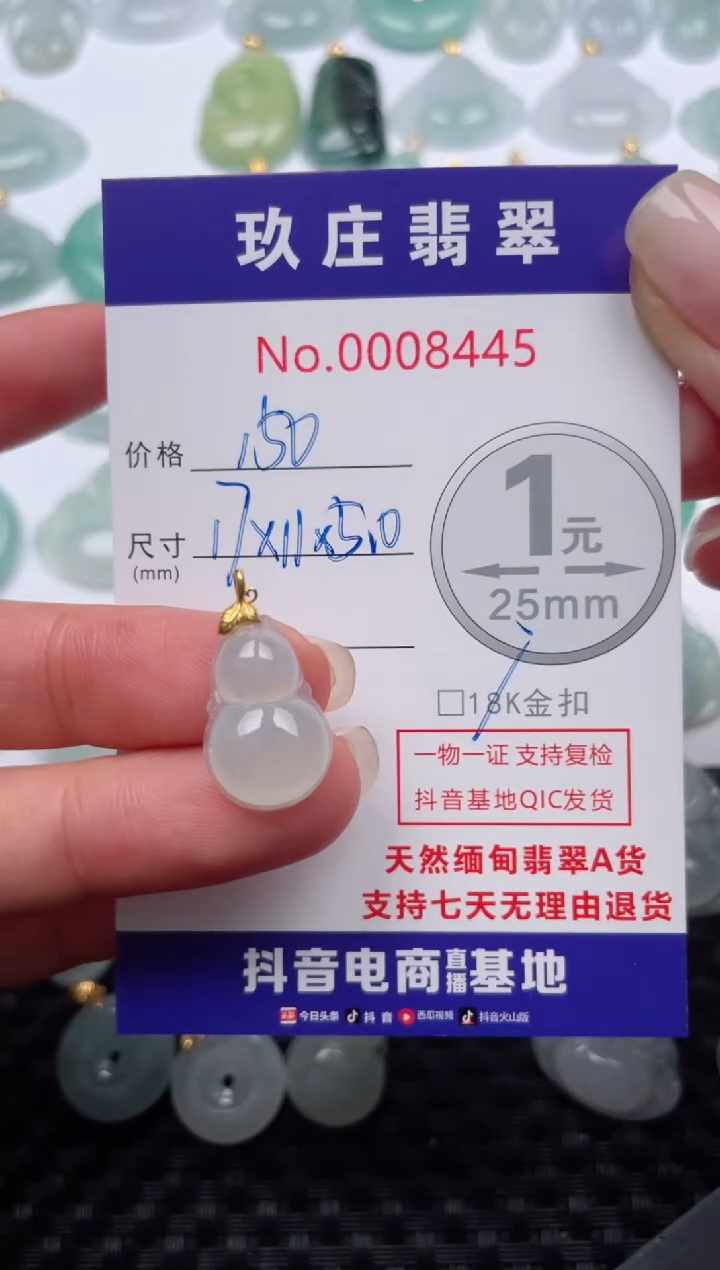 玖庄翡翠
No.0008445
价格 150
尺寸 17x11x5.0
(mm)
1元
25mm
□18K金扣
一物一证 支持复检
抖音基地QIC发货
天然缅甸翡翠A货
支持七天无理由退货
抖音电商直播基地
今日头条 抖音 西瓜视频 抖音火山版